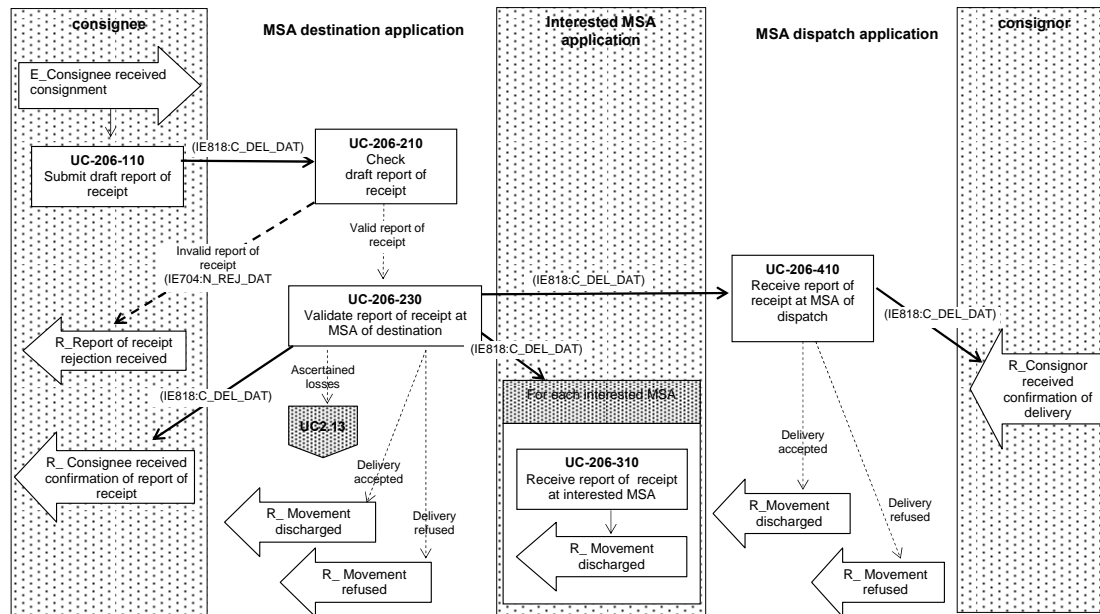 consignee
MSA destination application
Interested MSA
application
MSA dispatch application
consignor
E_Consignee received
consignment
UC-206-110
Submit draft report of
receipt
(IE818:C_DEL_DAT)
UC-206-210
Check
draft report of
receipt
Invalid report of
receipt
(IE704:N_REJ_DAT
Valid report of
receipt
UC-206-230
Validate report of receipt at
MSA of destination
(IE818:C_DEL_DAT)
UC-206-410
Receive report of
receipt at MSA of
dispatch
(IE818:C_DEL_DAT)
R_Report of receipt
rejection received
(IE818:C_DEL_DAT)
R_Consignor
received
confirmation of
delivery
Ascertained
losses
(IE818:C_DEL_DAT)
For each interested MSA
UC2.13
R_ Consignee received
confirmation of report of
receipt
Delivery
accepted
UC-206-310
Receive report of receipt
at interested MSA
Delivery
accepted
R_ Movement
discharged
Delivery
refused
R_ Movement
discharged
R_Movement
discharged
Delivery
refused
R_ Movement
refused
R_ Movement
refused